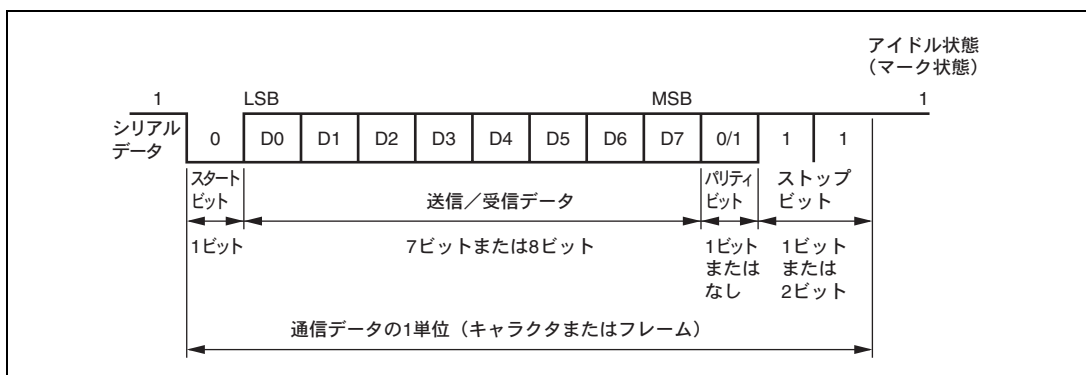 アイドル状態
(マーク状態)
1 LSB MSB 1
シリアル
データ
0 D0 D1 D2 D3 D4 D5 D6 D7 0/1 1 1
スタート
ビット
送信/受信データ
パリティ
ビット
ストップ
ビット
1ビット
7ビットまたは8ビット
1ビット
または
なし
1ビット
または
2ビット
通信データの1単位(キャラクタまたはフレーム)